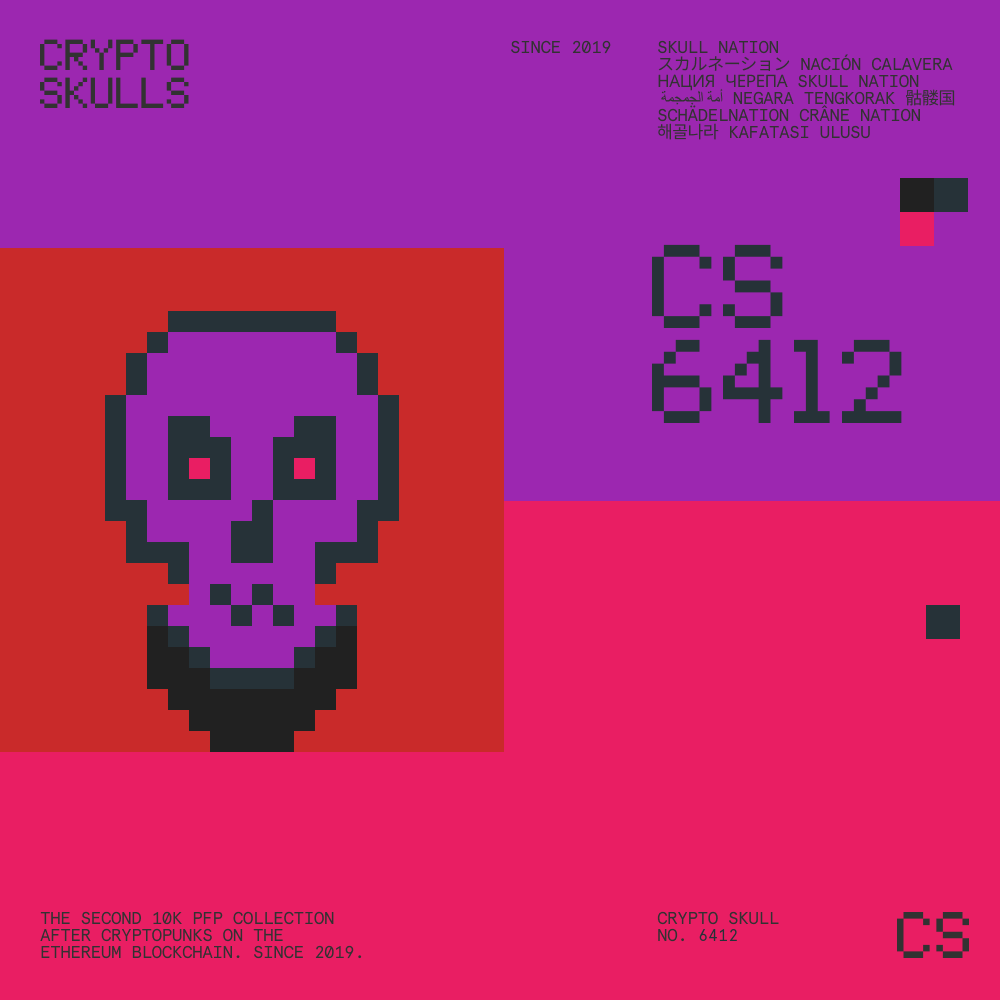 CRYPTO
SKULLS
SINCE 2019
SKULL NATION
スカルネーション NACIÓN CALAVERA
НАЦИЯ ЧЕРЕПА SKULL NATION
أمة الجمجمة NEGARA TENGKORAK 骷髅国
SCHÄDELNATION CRÂNE NATION
해골나라 KAFATASI ULUSU
CS
6412
THE SECOND 10K PFP COLLECTION
AFTER CRYPTOPUNKS ON THE
ETHEREUM BLOCKCHAIN. SINCE 2019.
CRYPTO SKULL
NO. 6412
CS